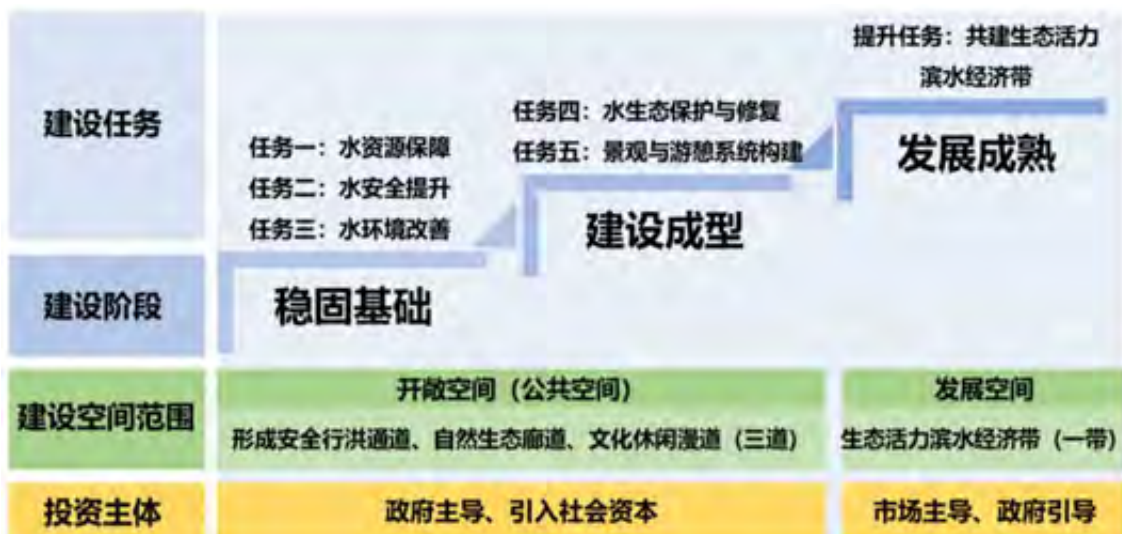 建设任务
任务一：水资源保障
任务二：水安全提升
任务三：水环境改善
任务四：水生态保护与修复
任务五：景观与游憩系统构建
提升任务：共建生态活力
滨水经济带
建设阶段
稳固基础
建设成型
发展成熟
建设空间范围
开敞空间（公共空间）
形成安全行洪通道、自然生态廊道、文化休闲漫道（三道）
发展空间
生态活力滨水经济带（一带）
投资主体
政府主导、引入社会资本
市场主导、政府引导